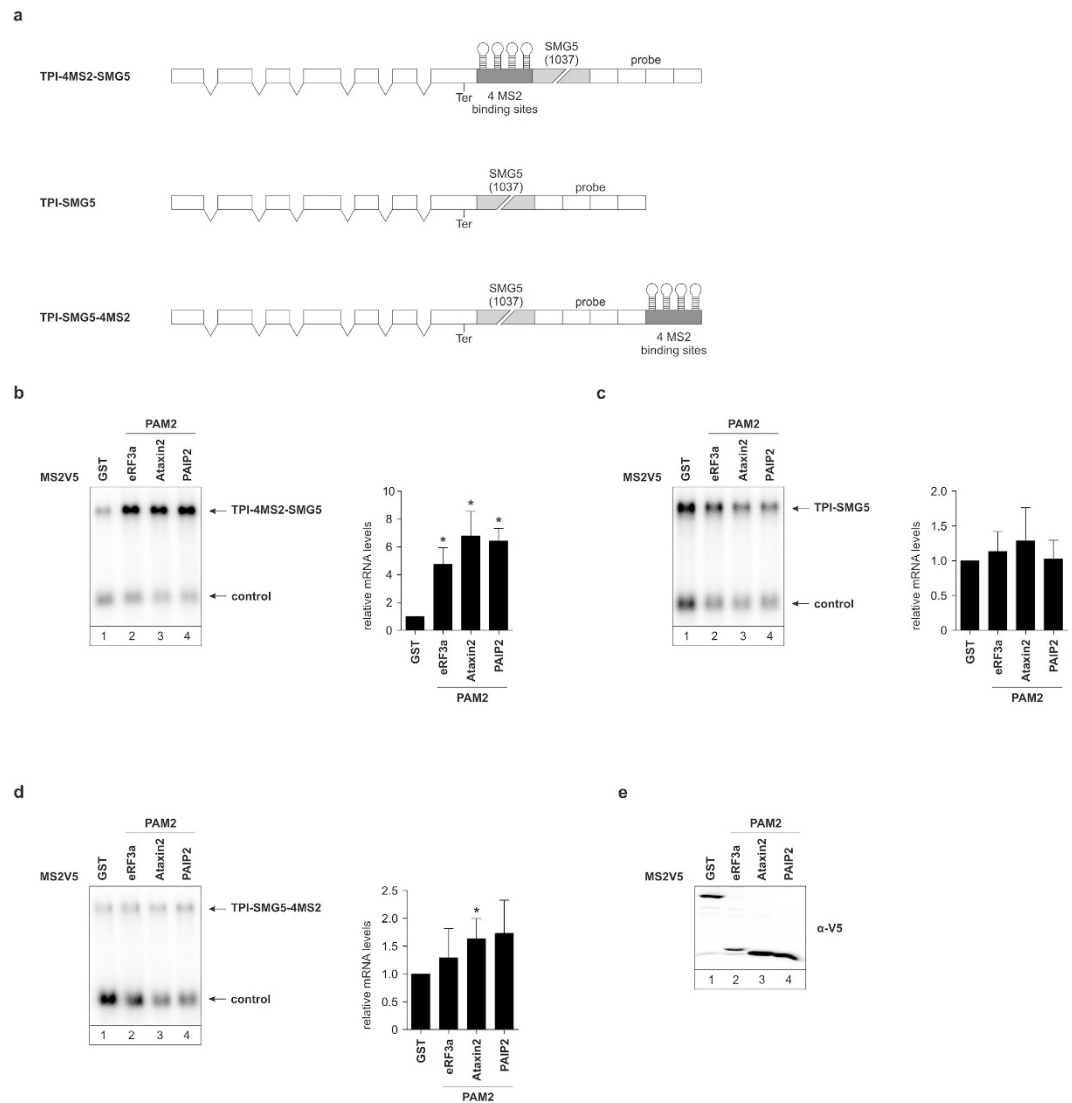 a
TPI-4MS2-SMG5
SMG5
(1037)
probe
Ter
4 MS2
binding sites
TPI-SMG5
SMG5
(1037)
probe
Ter
TPI-SMG5-4MS2
SMG5
(1037)
probe
Ter
4 MS2
binding sites
b
PAM2
MS2V5
GST
eRF3a
Ataxin2
PAIP2
TPI-4MS2-SMG5
control
1 2 3 4
relative mRNA levels
10
8
6
4
2
0
* * *
GST
eRF3a
Ataxin2
PAIP2
PAM2
c
PAM2
MS2V5
GST
eRF3a
Ataxin2
PAIP2
TPI-SMG5
control
1 2 3 4
relative mRNA levels
2.0
1.5
1.0
0.5
0.0
GST
eRF3a
Ataxin2
PAIP2
PAM2
d
PAM2
MS2V5
GST
eRF3a
Ataxin2
PAIP2
TPI-SMG5-4MS2
control
1 2 3 4
relative mRNA levels
2.5
2.0
1.5
1.0
0.5
0
*
GST
eRF3a
Ataxin2
PAIP2
PAM2
e
PAM2
MS2V5
GST
eRF3a
Ataxin2
PAIP2
α-V5
1 2 3 4